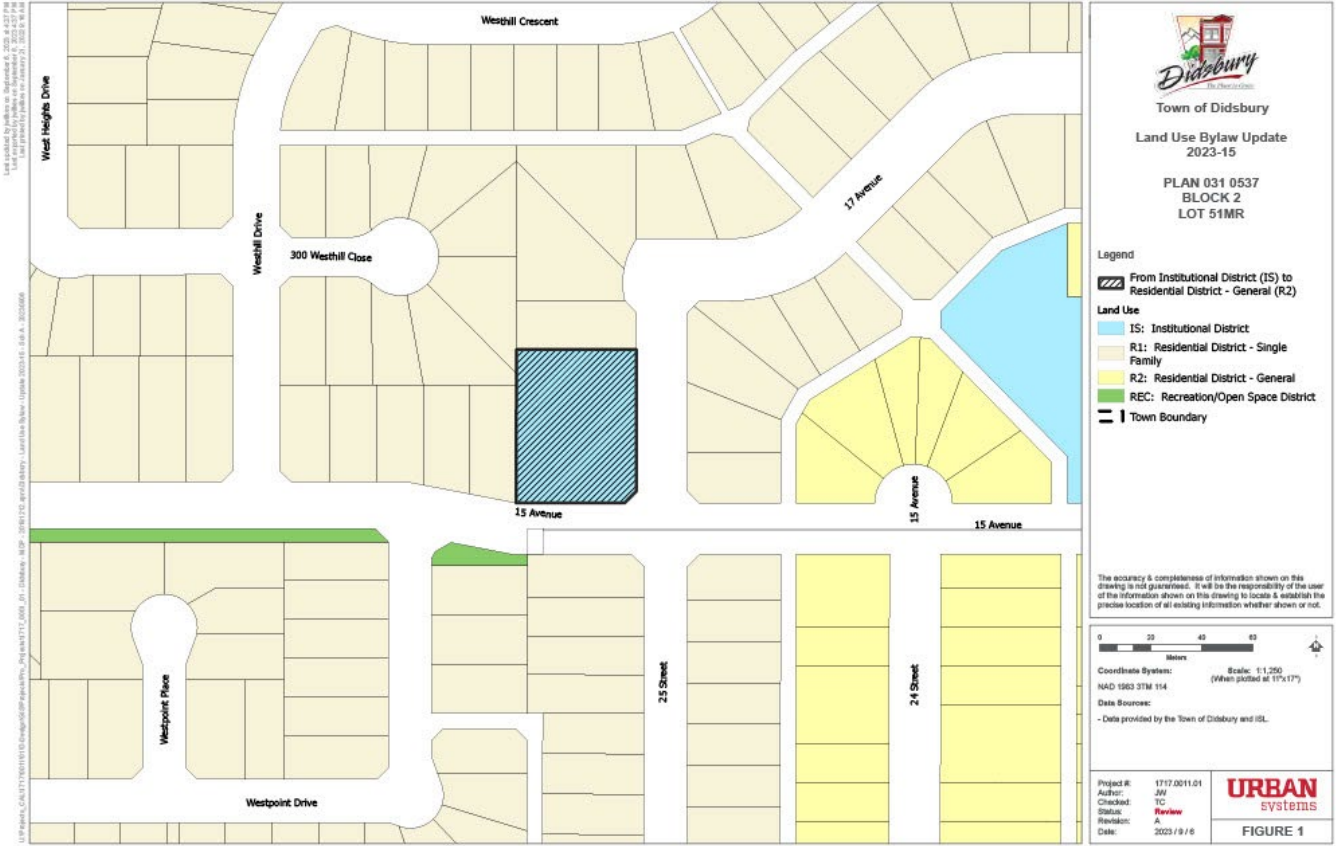 Westhill Crescent
West Heights Drive
Westhill Drive
300 Westhill Close
17 Avenue
15 Avenue
15 Avenue
15 Avenue
25 Street
24 Street
Westpoint Place
Westpoint Drive
Didsbury
Town of Didsbury
Land Use Bylaw Update
2023-15
PLAN 031 0537
BLOCK 2
LOT 51MR
Legend
From Institutional District (IS) to
Residential District - General (R2)
Land Use
IS: Institutional District
R1: Residential District - Single
Family
R2: Residential District - General
REC: Recreation/Open Space District
Town Boundary
The accuracy & completeness of information shown on this
drawing is not guaranteed. It will be the responsibility of the user
of the information shown on this drawing to locate & establish the
precise location of all existing information whether shown or not.
0 20 40 60
Meters
Coordinate System:
NAD 1983 3TM 114
Scale: 1:1,250
(When plotted at 11"x17")
Data Sources:
- Data provided by the Town of Didsbury and ISL.
Project #: 1717.0011.01
Author: JW
Checked: TC
Status: Review
Revision: A
Date: 2023 / 9 / 6
URBAN
systems
FIGURE 1